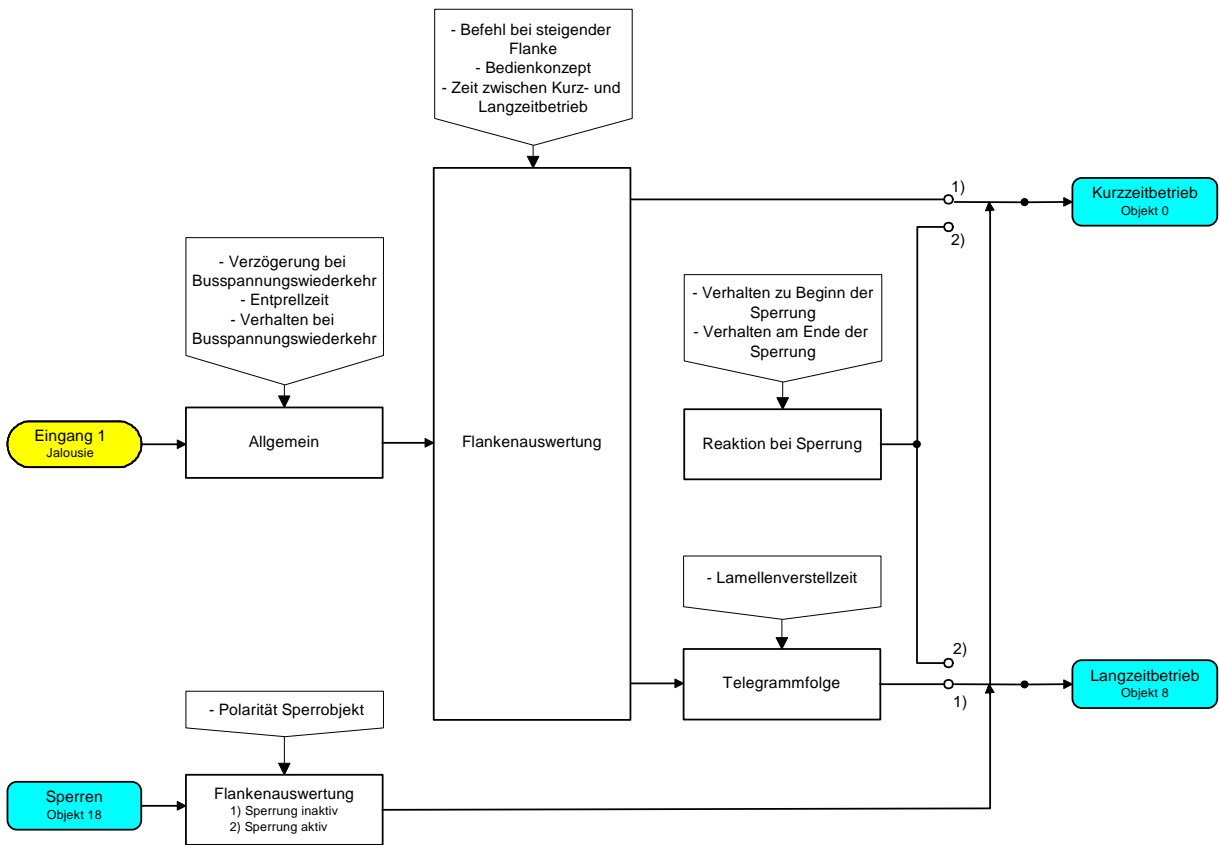 - Befehl bei steigender
Flanke
- Bedienkonzept
- Zeit zwischen Kurz- und
Langzeitbetrieb
1)
Kurzzeitbetrieb
Objekt 0
2)
- Verzögerung bei
Busspannungswiederkehr
- Entprellzeit
- Verhalten bei
Busspannungswiederkehr
- Verhalten zu Beginn der
Sperrung
- Verhalten am Ende der
Sperrung
Eingang 1
Jalousie
Allgemein
Flankenauswertung
Reaktion bei Sperrung
- Lamellenverstellzeit
2)
Telegrammfolge
1)
Langzeitbetrieb
Objekt 8
- Polarität Sperrobjekt
Sperren
Objekt 18
Flankenauswertung
1) Sperrung inaktiv
2) Sperrung aktiv